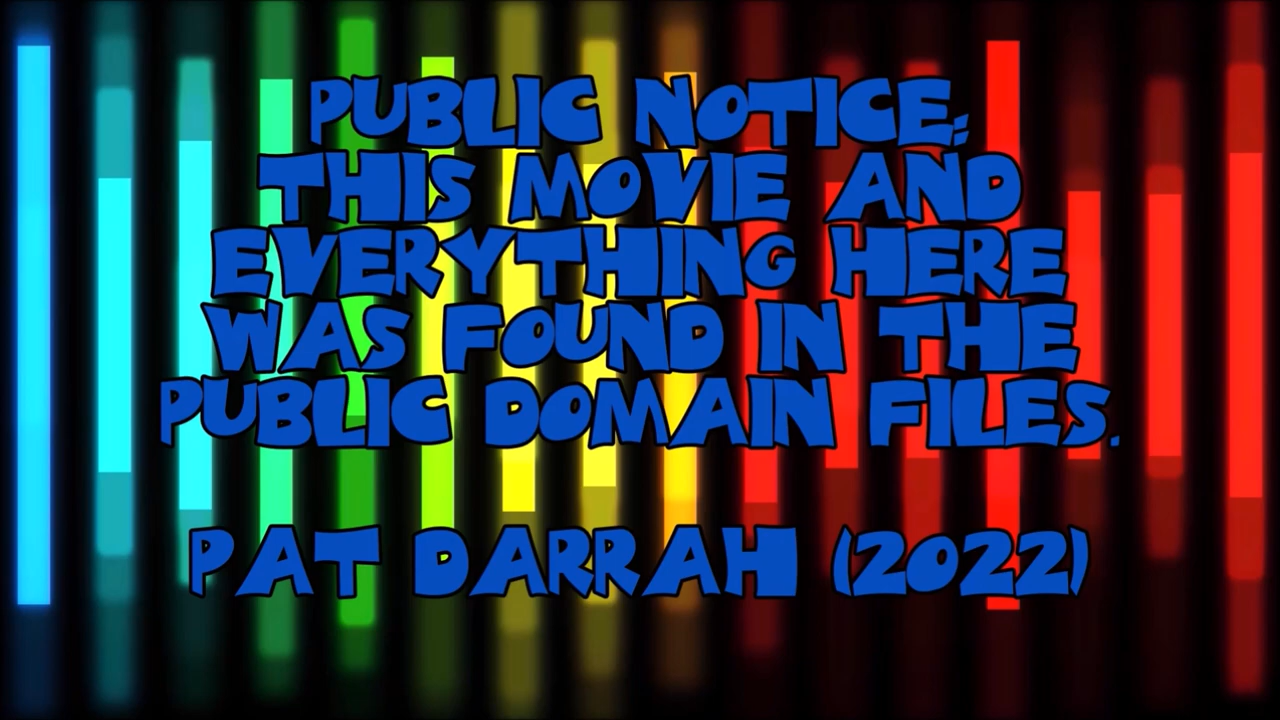 PUBLIC NOTICE:
THIS MOVIE AND
EVERYTHING HERE
WAS FOUND IN THE
PUBLIC DOMAIN FILES.
PAT DARRAH (2022)